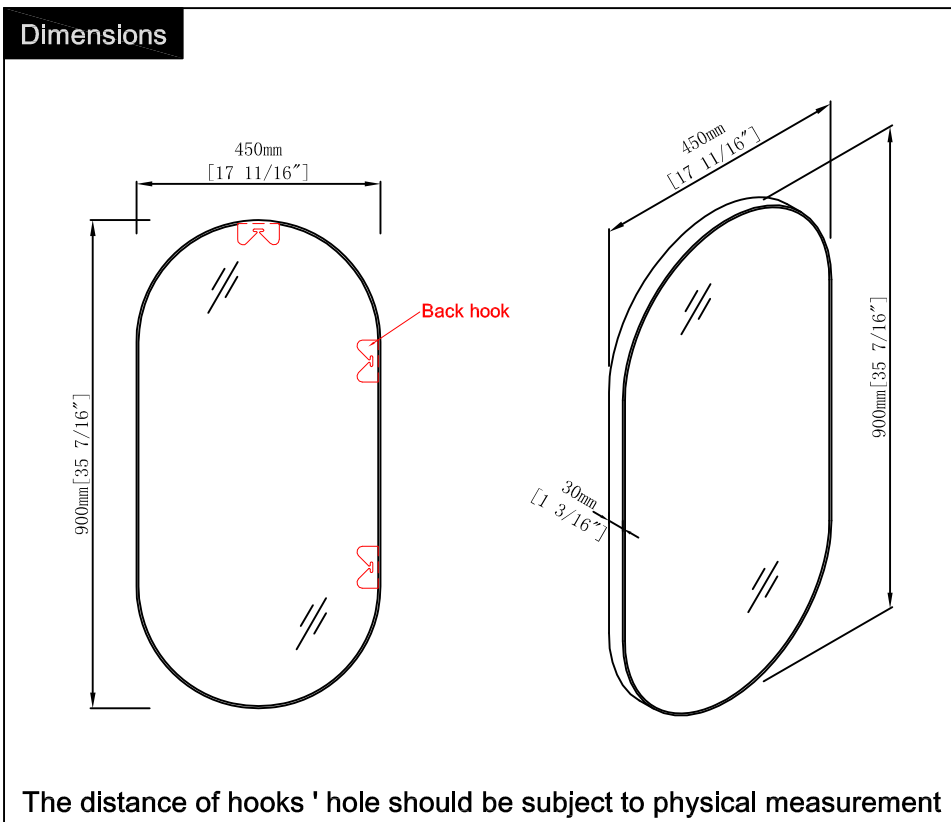 Dimensions
450mm
[17 11/16"]
900mm[35 7/16"]
Back hook
450mm
[17 11/16"]
900mm[35 7/16"]
30mm
[1 3/16"]
The distance of hooks ' hole should be subject to physical measurement